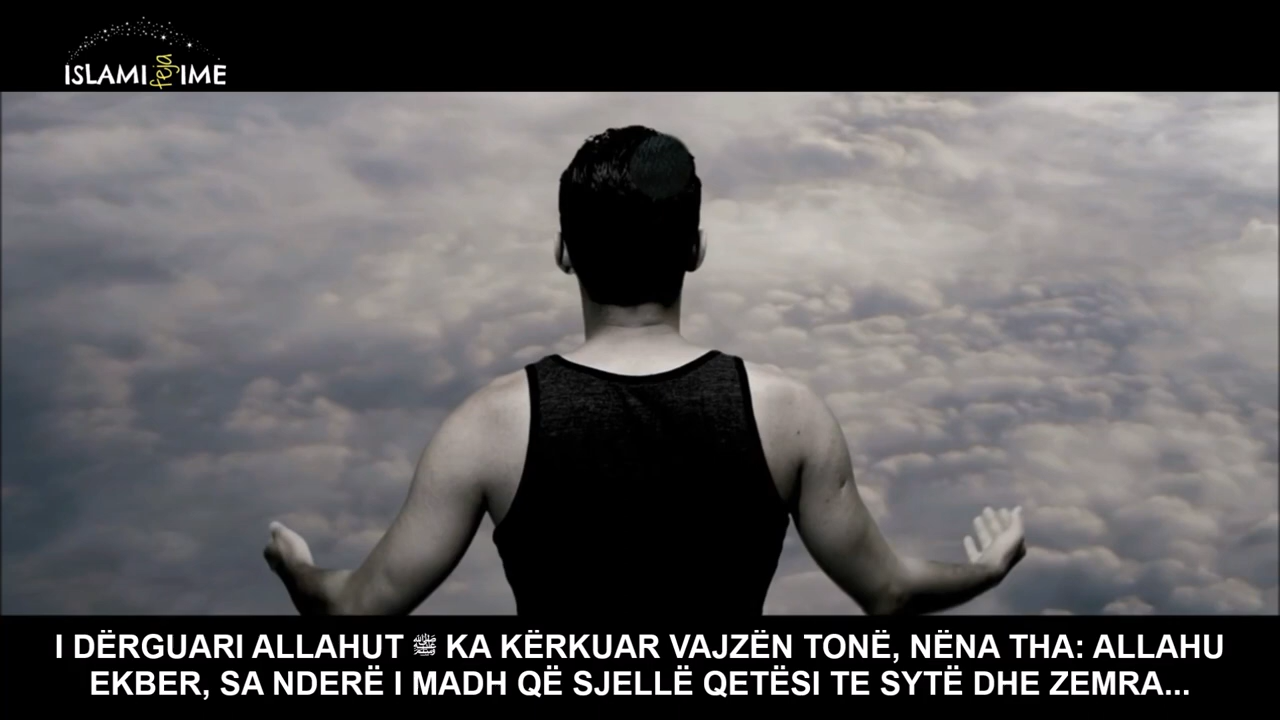 ISLAMI feja IME
I DËRGUARI ALLAHUT ﷺ KA KËRKUAR VAJZËN TONË, NËNA THA: ALLAHU
EKBER, SA NDERË I MADH QË SJELLË QETËSI TE SYTË DHE ZEMRA...